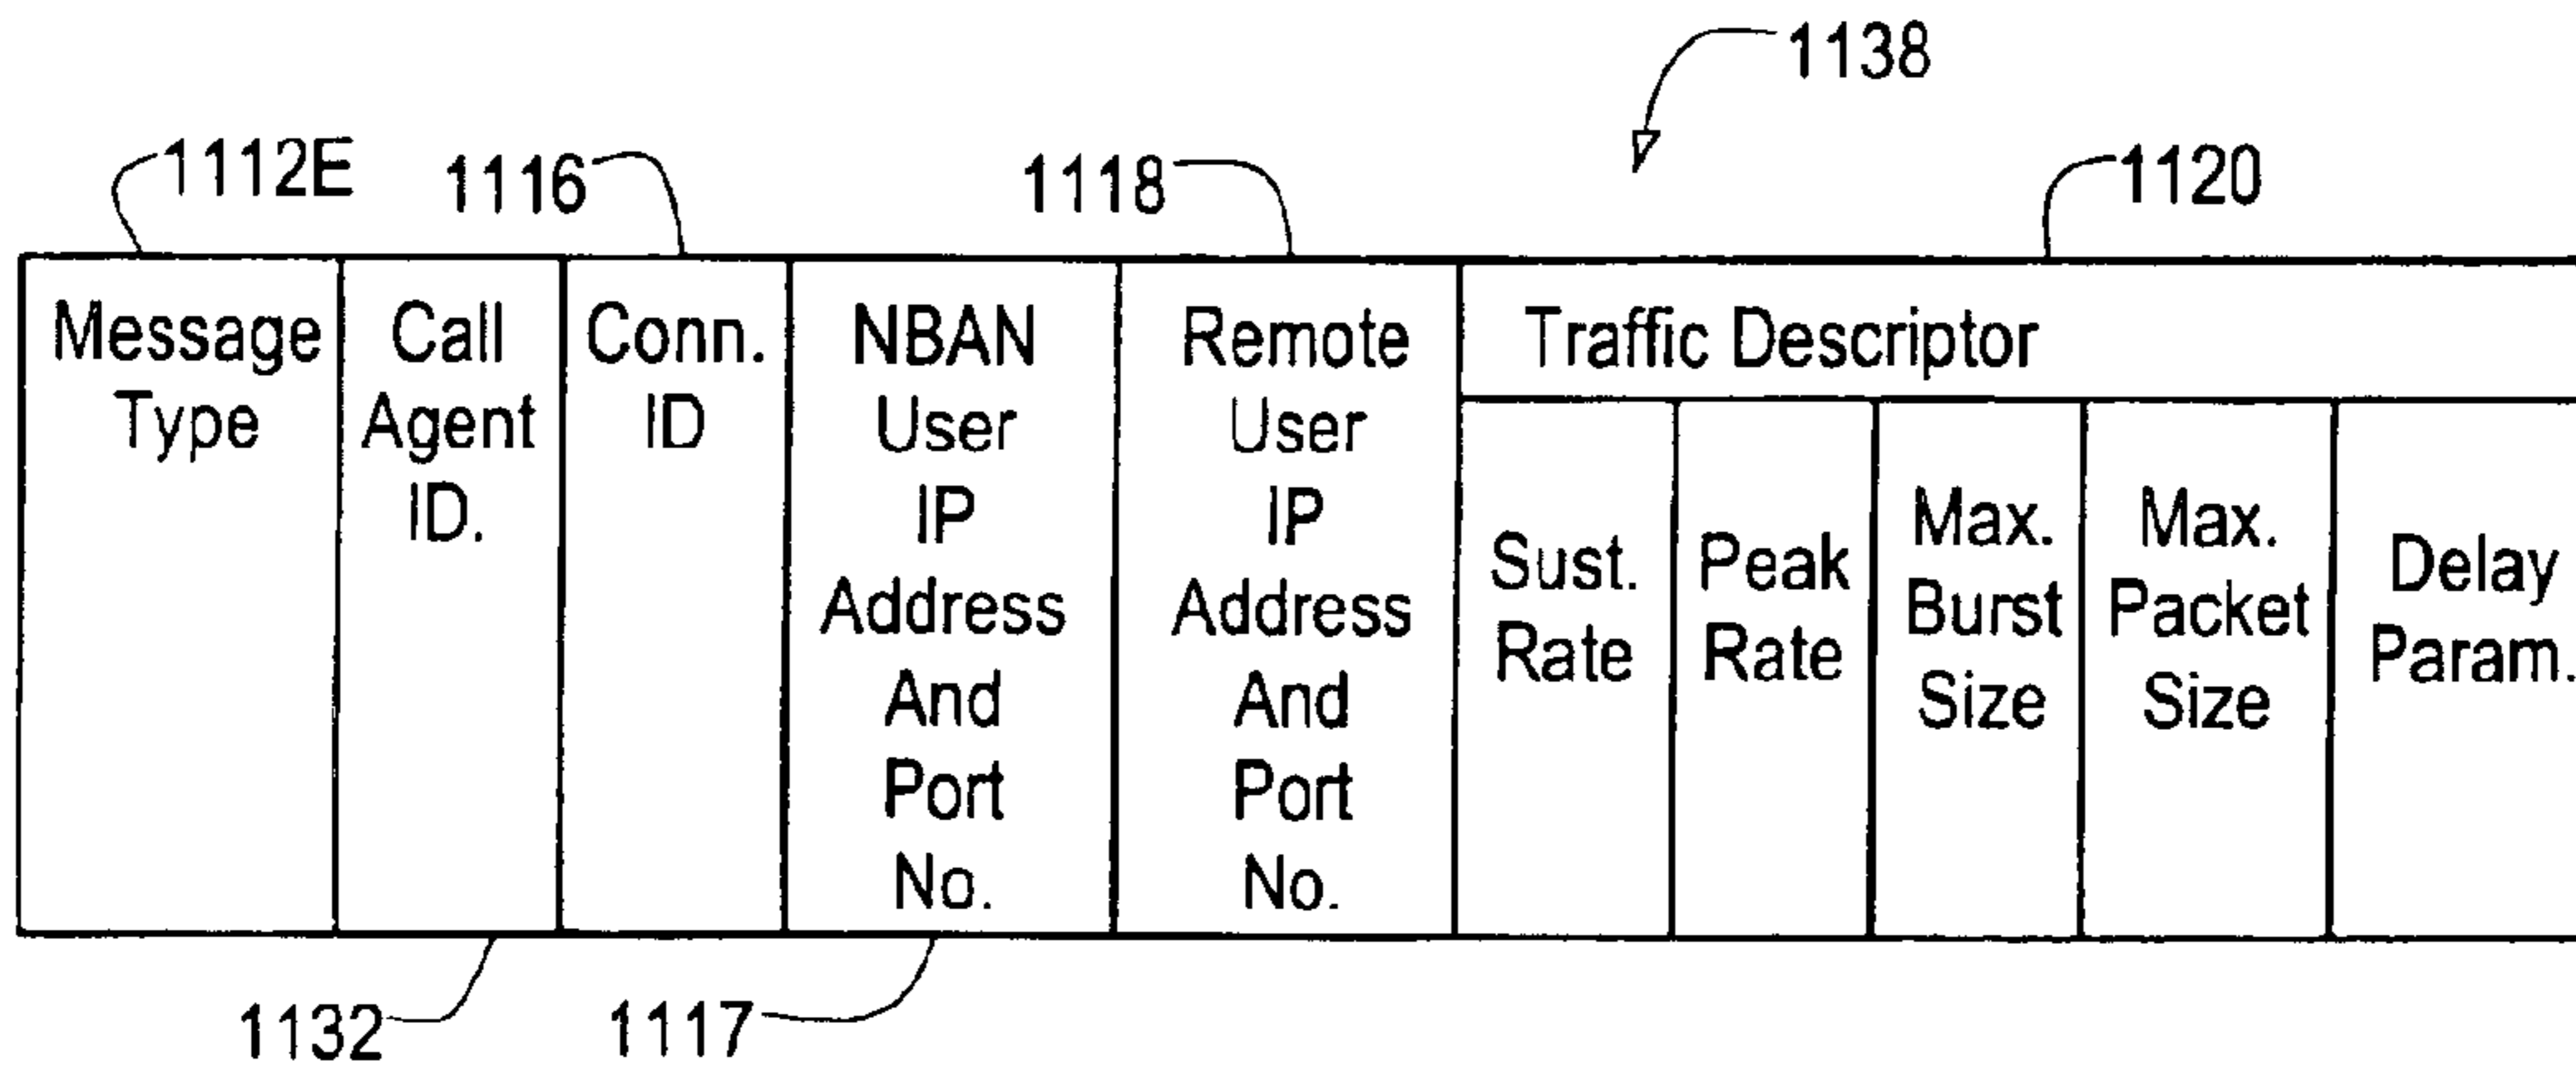 1138
1112E
1116
1118
1120
Message
Type
Call
Agent
ID.
Conn.
ID
NBAN
User
IP
Address
And
Port
No.
Remote
User
IP
Address
And
Port
No.
Traffic Descriptor
Sust.
Rate
Peak
Rate
Max.
Burst
Size
Max.
Packet
Size
Delay
Param.
1132
1117